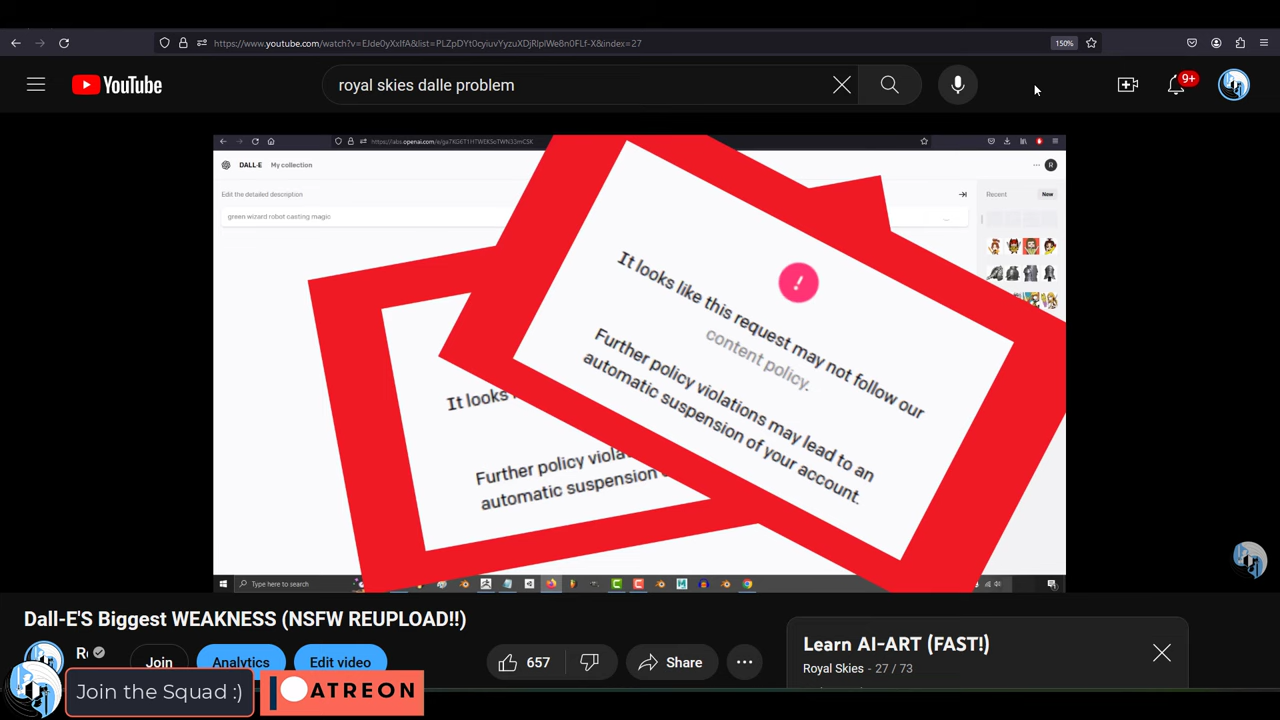 https://www.youtube.com/watch?v=EJde0yXxIfA&list=PLZpDYt0cyiuvYyzuXDjRlplWe8n0FLf-X&index=27
150%
YouTube
royal skies dalle problem
9+
DALL-E
My collection
Edit the detailed description
green wizard robot casting magic
Recent
New
R
It looks like this request may not follow our
content policy.
Further policy violations may lead to an
automatic suspension of your account.
It looks
Further policy
automatic suspension
Type here to search
Dall-E'S Biggest WEAKNESS (NSFW REUPLOAD!!)
Join
Analytics
Edit video
657
Share
Learn AI-ART (FAST!)
Royal Skies - 27 / 73
Join the Squad :)
PATREON